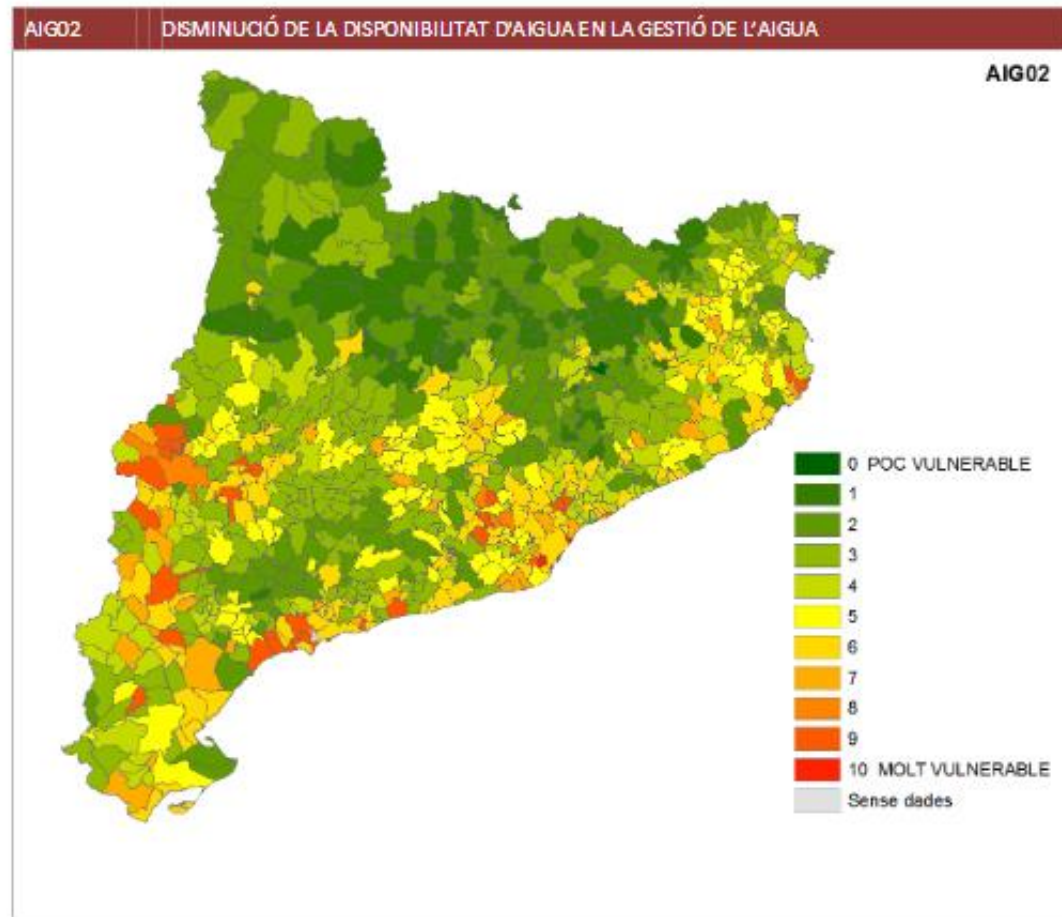 AIG02 DISMINUCIÓ DE LA DISPONIBILITAT D'AIGUA EN LA GESTIÓ DE L'AIGUA
AIG02
0 POC VULNERABLE
1
2
3
4
5
6
7
8
9
10 MOLT VULNERABLE
Sense dades